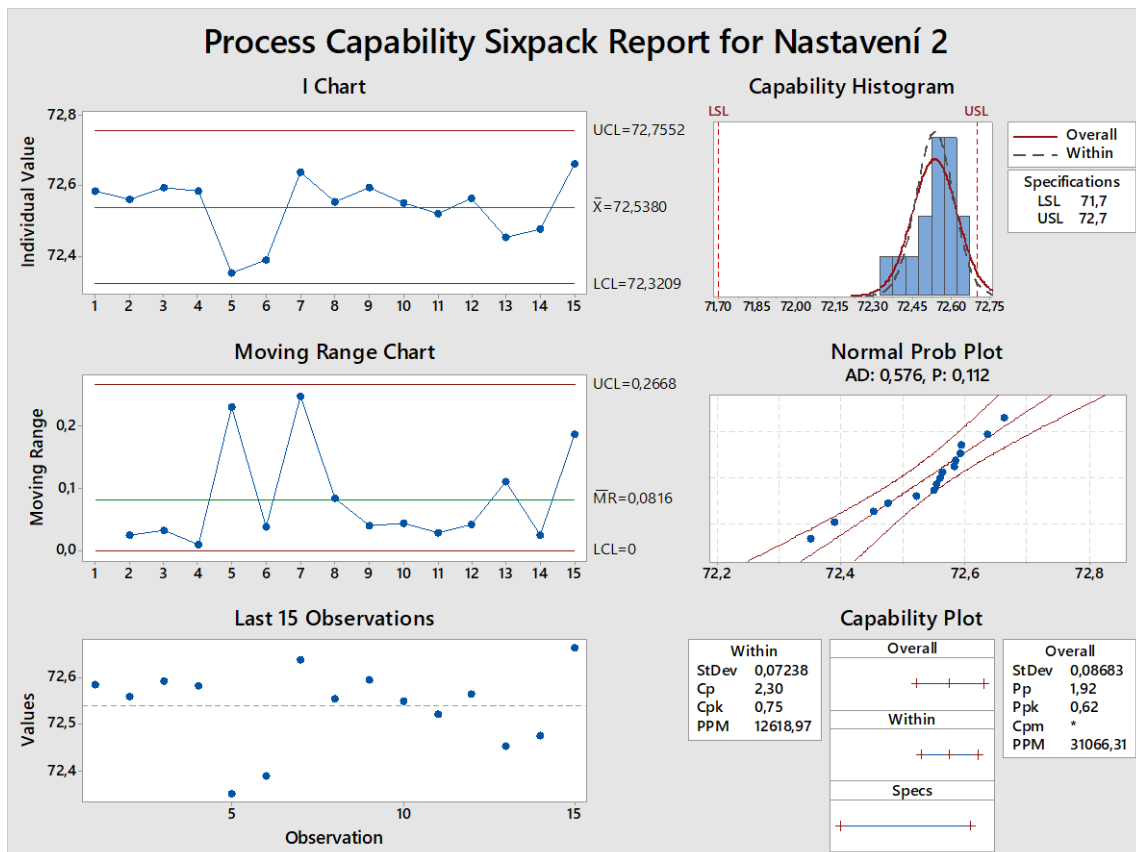 Process Capability Sixpack Report for Nastavení 2
I Chart
Individual Value
72,8
72,6
72,4
UCL=72,7552
X̄=72,5380
LCL=72,3209
1 2 3 4 5 6 7 8 9 10 11 12 13 14 15
Capability Histogram
LSL USL
71,70 71,85 72,00 72,15 72,30 72,45 72,60 72,75
Overall
Within
Specifications
LSL 71,7
USL 72,7
Moving Range Chart
Moving Range
0,2
0,1
0,0
UCL=0,2668
M̄R̄=0,0816
LCL=0
1 2 3 4 5 6 7 8 9 10 11 12 13 14 15
Normal Prob Plot
AD: 0,576, P: 0,112
72,2 72,4 72,6 72,8
Last 15 Observations
Values
72,6
72,5
72,4
5 10 15
Observation
Capability Plot
Within
StDev 0,07238
Cp 2,30
Cpk 0,75
PPM 12618,97
Overall
Within
Specs
Overall
StDev 0,08683
Pp 1,92
Ppk 0,62
Cpm *
PPM 31066,31